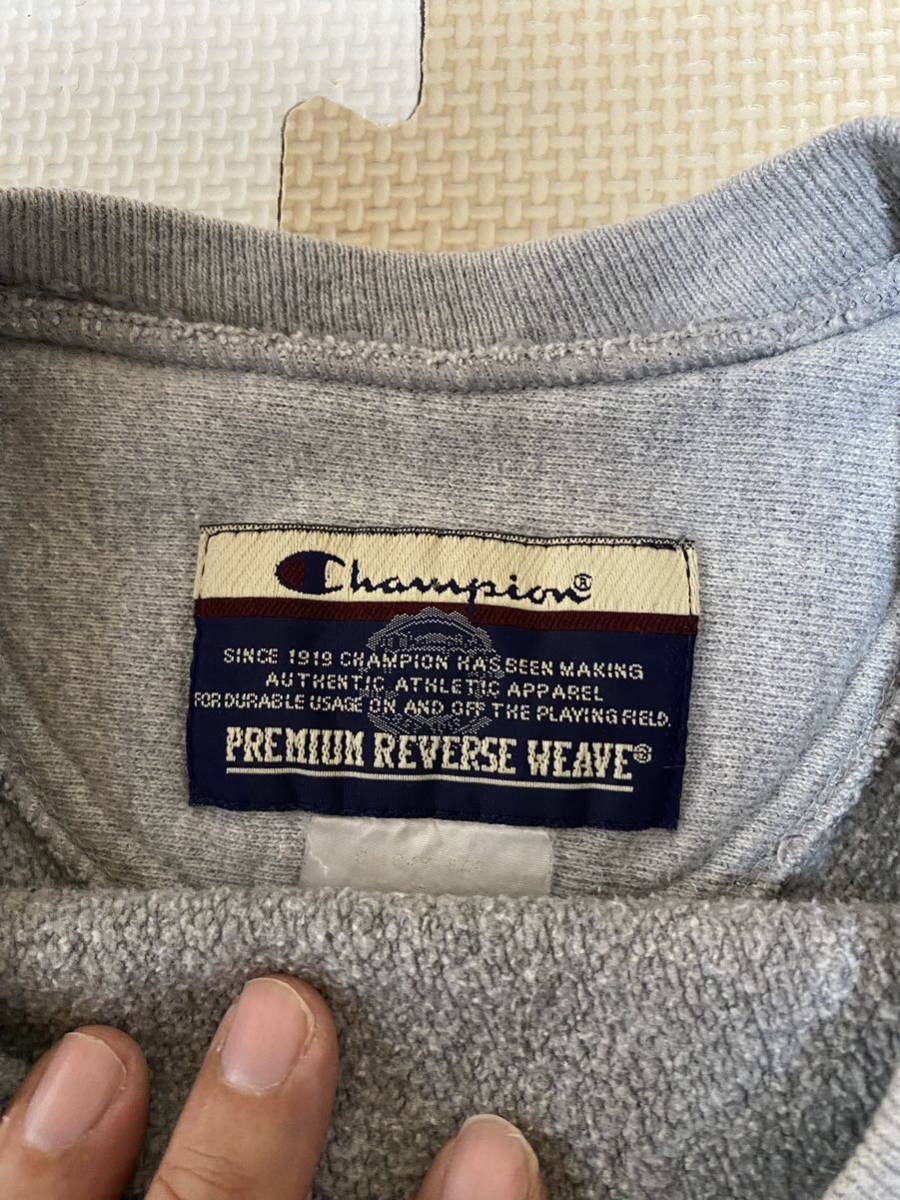 Champion®
SINCE 1919 CHAMPION HAS BEEN MAKING
AUTHENTIC ATHLETIC APPAREL
FOR DURABLE USAGE ON AND OFF THE PLAYING FIELD.
PREMIUM REVERSE WEAVE®